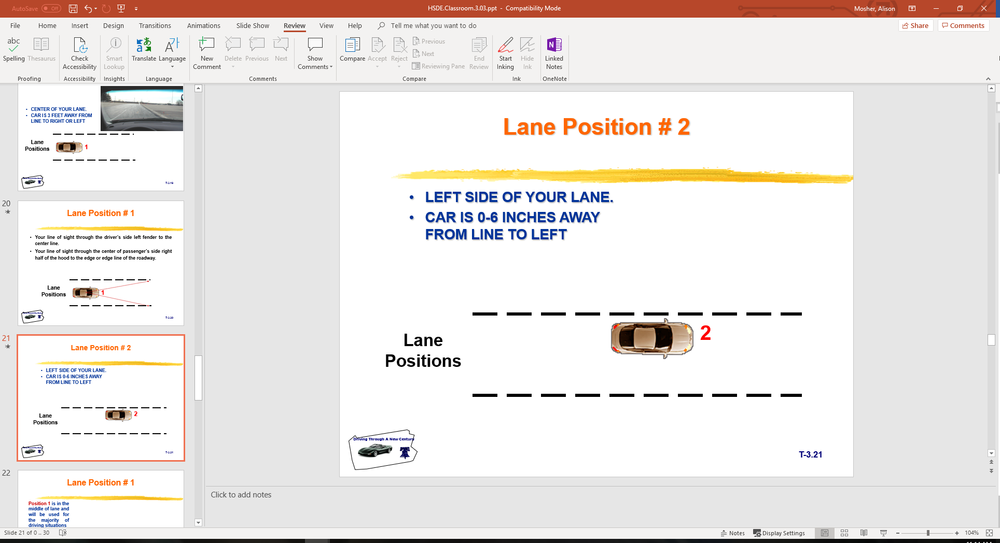 AutoSave Off
HSDE.Classroom.3.03.ppt - Compatibility Mode
Mosher, Alison
File Home Insert Design Transitions Animations Slide Show Review View Help Tell me what you want to do
Share Comments
abc
Spelling Thesaurus
Proofing
Check
Accessibility
Accessibility
Smart
Lookup
Insights
Translate Language
Language
New
Comment
Delete Previous Next
Show
Comments
Comments
Compare Accept Reject
Previous
Next
Reviewing Pane
End
Review
Compare
Start
Inking
Hide
Ink
Ink
Linked
Notes
OneNote
• CENTER OF YOUR LANE.
• CAR IS 3 FEET AWAY FROM
LINE TO RIGHT OR LEFT
Lane
Positions
1
T-3.19
20
Lane Position # 1
• Your line of sight through the driver's side left fender to the
center line.
• Your line of sight through the center of passenger's side right
half of the hood to the edge or edge line of the roadway.
Lane
Positions
1
T-3.20
21
Lane Position # 2
• LEFT SIDE OF YOUR LANE.
• CAR IS 0-6 INCHES AWAY
FROM LINE TO LEFT
Lane
Positions
2
T-3.21
22
Lane Position # 1
Position 1 is in the
middle of lane and
will be used for
the majority of
driving situations
Lane Position # 2
• LEFT SIDE OF YOUR LANE.
• CAR IS 0-6 INCHES AWAY
FROM LINE TO LEFT
Lane
Positions
2
Driving Through A New Century
T-3.21
Click to add notes
Slide 21 of 0 .. 30
Notes Display Settings 104%